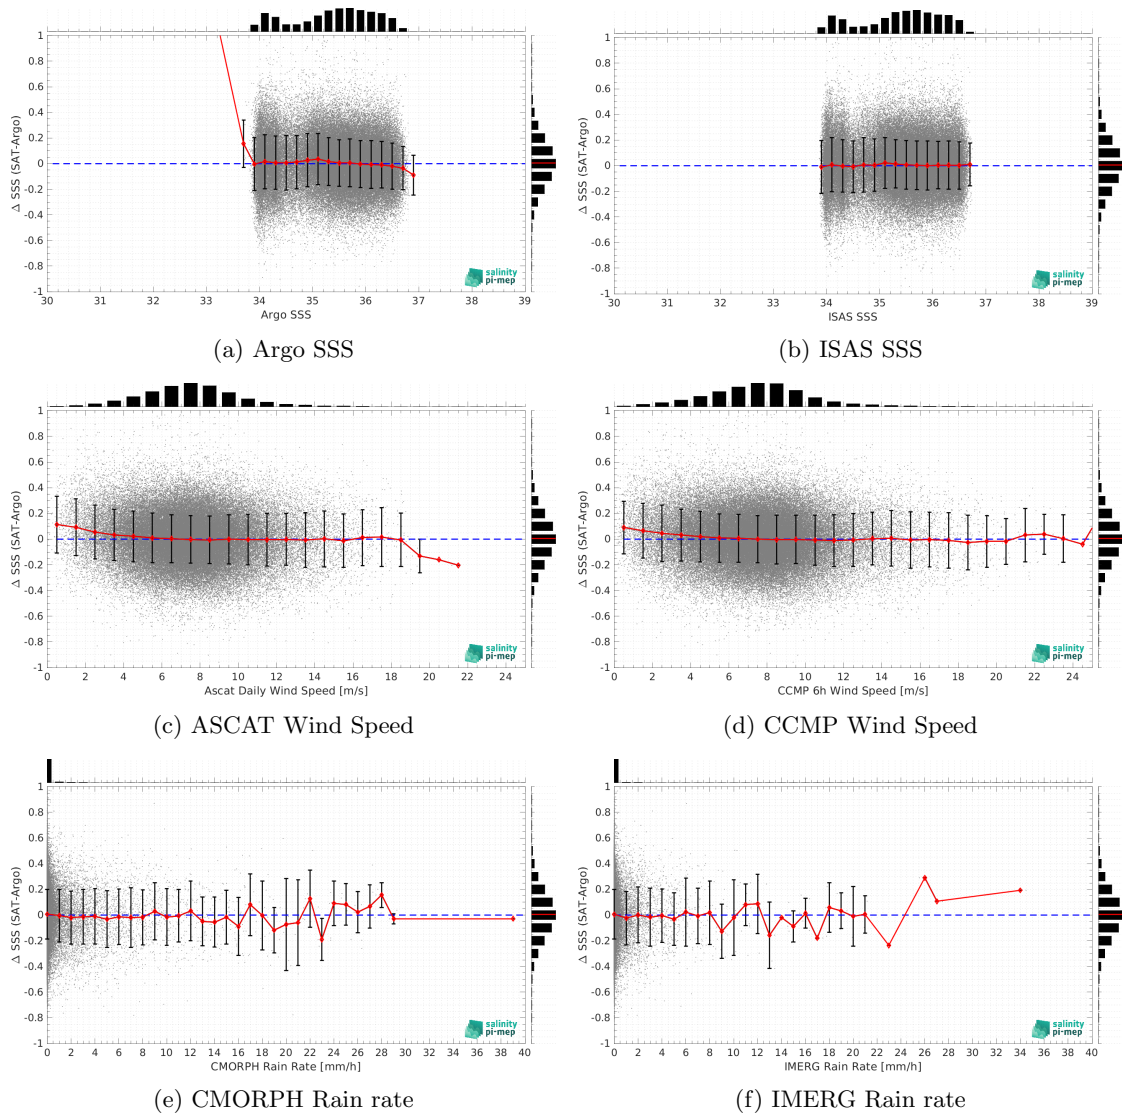 1
0.8
0.6
0.4
0.2
0
-0.2
-0.4
-0.6
-0.8
-1
Δ SSS (SAT-Argo)
30 31 32 33 34 35 36 37 38 39
Argo SSS
salinity
pi-mep
(a) Argo SSS
1
0.8
0.6
0.4
0.2
0
-0.2
-0.4
-0.6
-0.8
-1
Δ SSS (SAT-Argo)
30 31 32 33 34 35 36 37 38 39
ISAS SSS
salinity
pi-mep
(b) ISAS SSS
1
0.8
0.6
0.4
0.2
0
-0.2
-0.4
-0.6
-0.8
-1
Δ SSS (SAT-Argo)
0 2 4 6 8 10 12 14 16 18 20 22 24
Ascat Daily Wind Speed [m/s]
salinity
pi-mep
(c) ASCAT Wind Speed
1
0.8
0.6
0.4
0.2
0
-0.2
-0.4
-0.6
-0.8
-1
Δ SSS (SAT-Argo)
0 2 4 6 8 10 12 14 16 18 20 22 24
CCMP 6h Wind Speed [m/s]
salinity
pi-mep
(d) CCMP Wind Speed
1
0.8
0.6
0.4
0.2
0
-0.2
-0.4
-0.6
-0.8
-1
Δ SSS (SAT-Argo)
0 2 4 6 8 10 12 14 16 18 20 22 24 26 28 30 32 34 36 38 40
CMORPH Rain Rate [mm/h]
salinity
pi-mep
(e) CMORPH Rain rate
1
0.8
0.6
0.4
0.2
0
-0.2
-0.4
-0.6
-0.8
-1
Δ SSS (SAT-Argo)
0 2 4 6 8 10 12 14 16 18 20 22 24 26 28 30 32 34 36 38 40
IMERG Rain Rate [mm/h]
salinity
pi-mep
(f) IMERG Rain rate